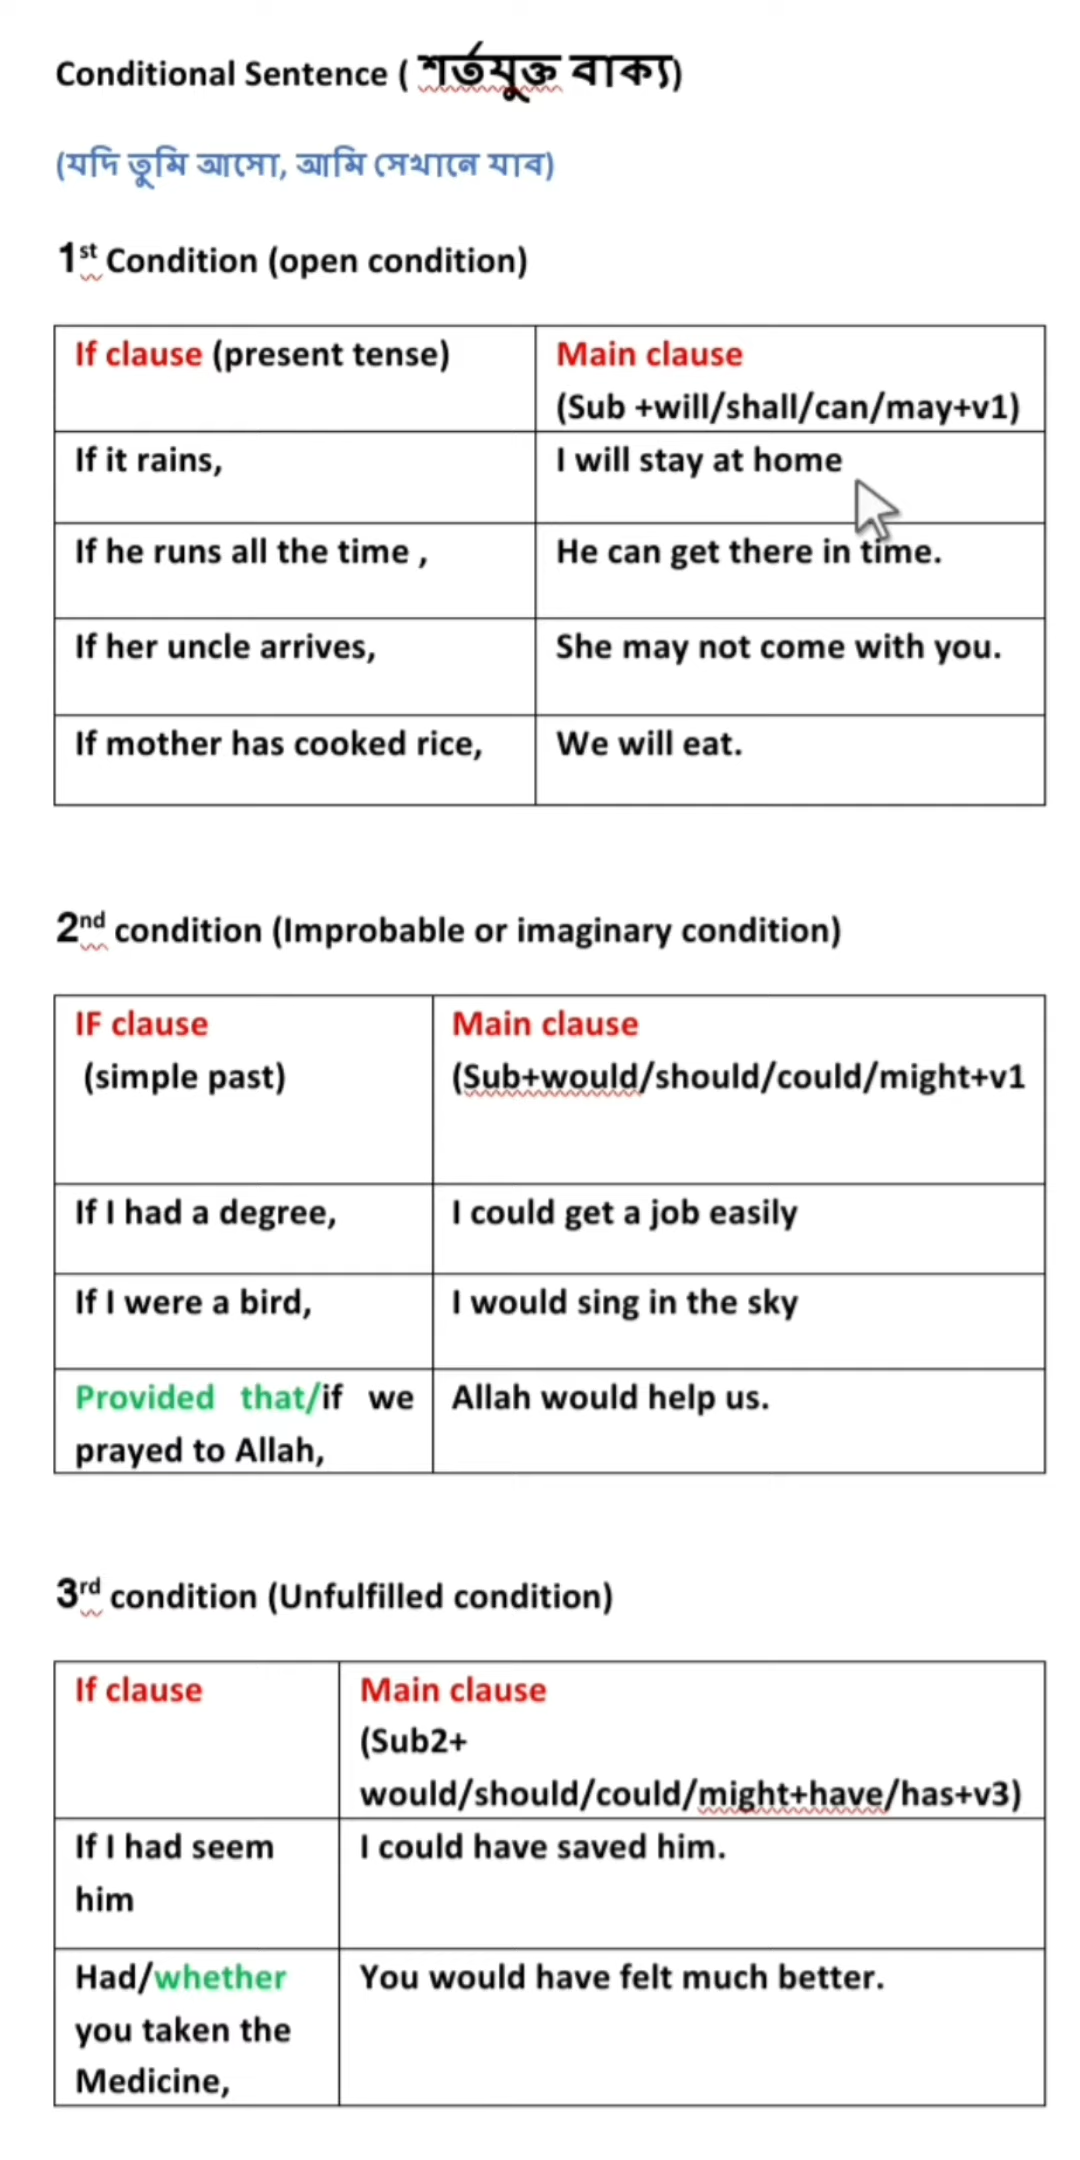 Conditional Sentence ( শর্তযুক্ত বাক্য)
(যদি তুমি আসো, আমি সেখানে যাব)
1st Condition (open condition)
If clause (present tense)
Main clause
(Sub +will/shall/can/may+v1)
If it rains,
I will stay at home
If he runs all the time ,
He can get there in time.
If her uncle arrives,
She may not come with you.
If mother has cooked rice,
We will eat.
2nd condition (Improbable or imaginary condition)
IF clause
(simple past)
Main clause
(Sub+would/should/could/might+v1
If I had a degree,
I could get a job easily
If I were a bird,
I would sing in the sky
Provided that/if we
prayed to Allah,
Allah would help us.
3rd condition (Unfulfilled condition)
If clause
Main clause
(Sub2+
would/should/could/might+have/has+v3)
If I had seem
him
I could have saved him.
Had/whether
you taken the
Medicine,
You would have felt much better.